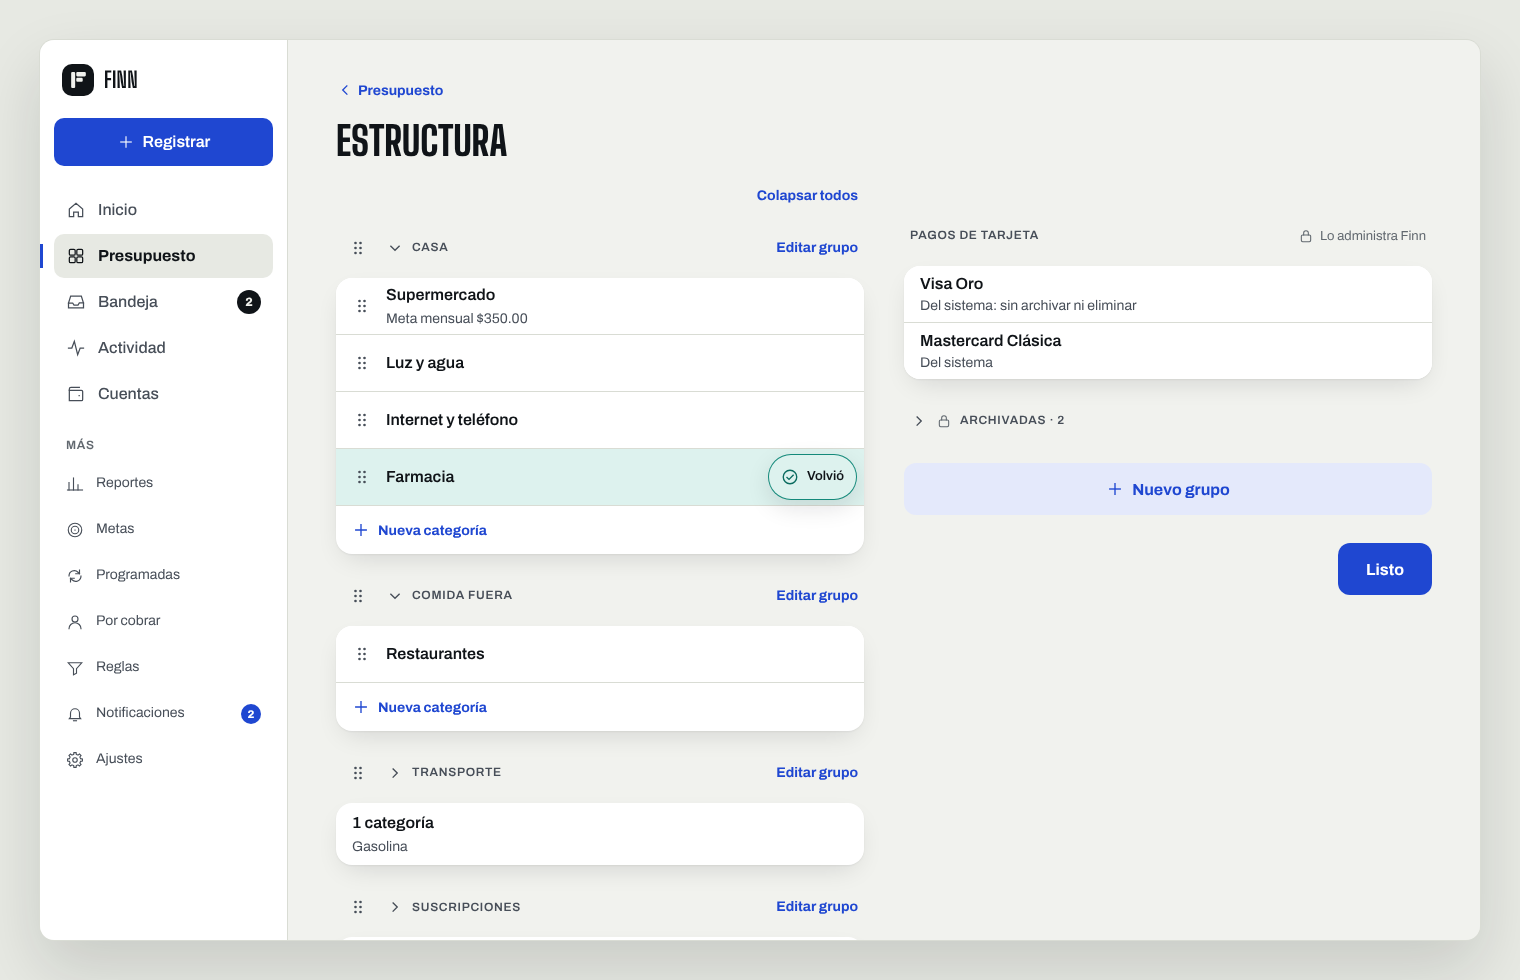 FINN
Registrar
Inicio
Presupuesto
Bandeja
2
Actividad
Cuentas
MÁS
Reportes
Metas
Programadas
Por cobrar
Reglas
Notificaciones
2
Ajustes
Presupuesto
ESTRUCTURA
Colapsar todos
CASA
Editar grupo
Supermercado
Meta mensual $350.00
Luz y agua
Internet y teléfono
Farmacia
Volvió
Nueva categoría
COMIDA FUERA
Editar grupo
Restaurantes
Nueva categoría
TRANSPORTE
Editar grupo
1 categoría
Gasolina
SUSCRIPCIONES
Editar grupo
PAGOS DE TARJETA
Lo administra Finn
Visa Oro
Del sistema: sin archivar ni eliminar
Mastercard Clásica
Del sistema
ARCHIVADAS · 2
Nuevo grupo
Listo